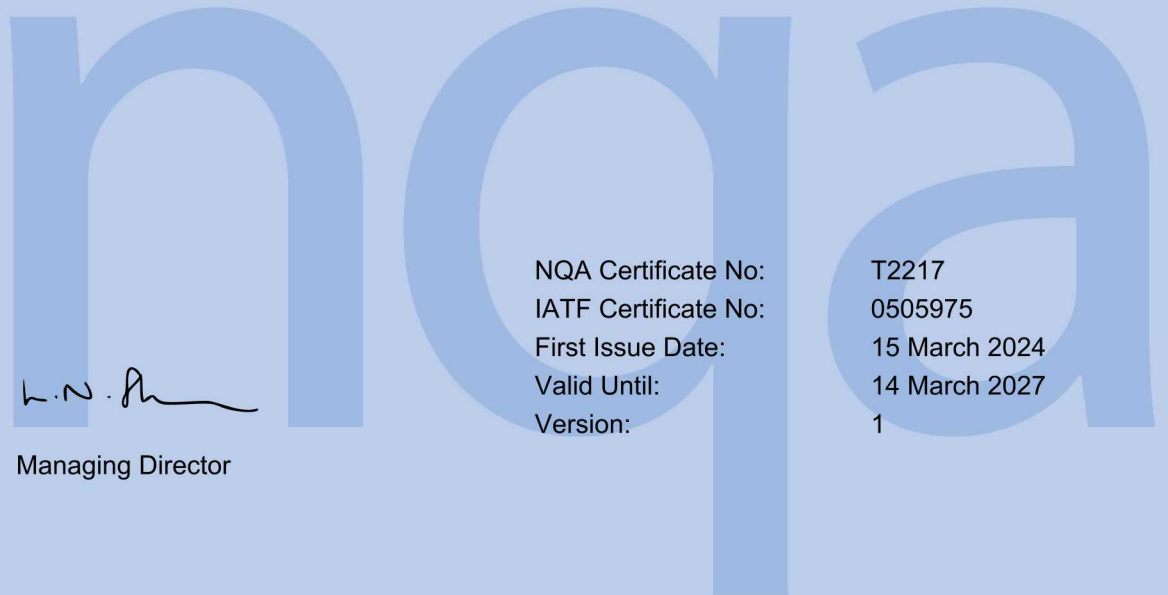 nqa
NQA Certificate No: T2217
IATF Certificate No: 0505975
First Issue Date: 15 March 2024
Valid Until: 14 March 2027
Version: 1
Managing Director